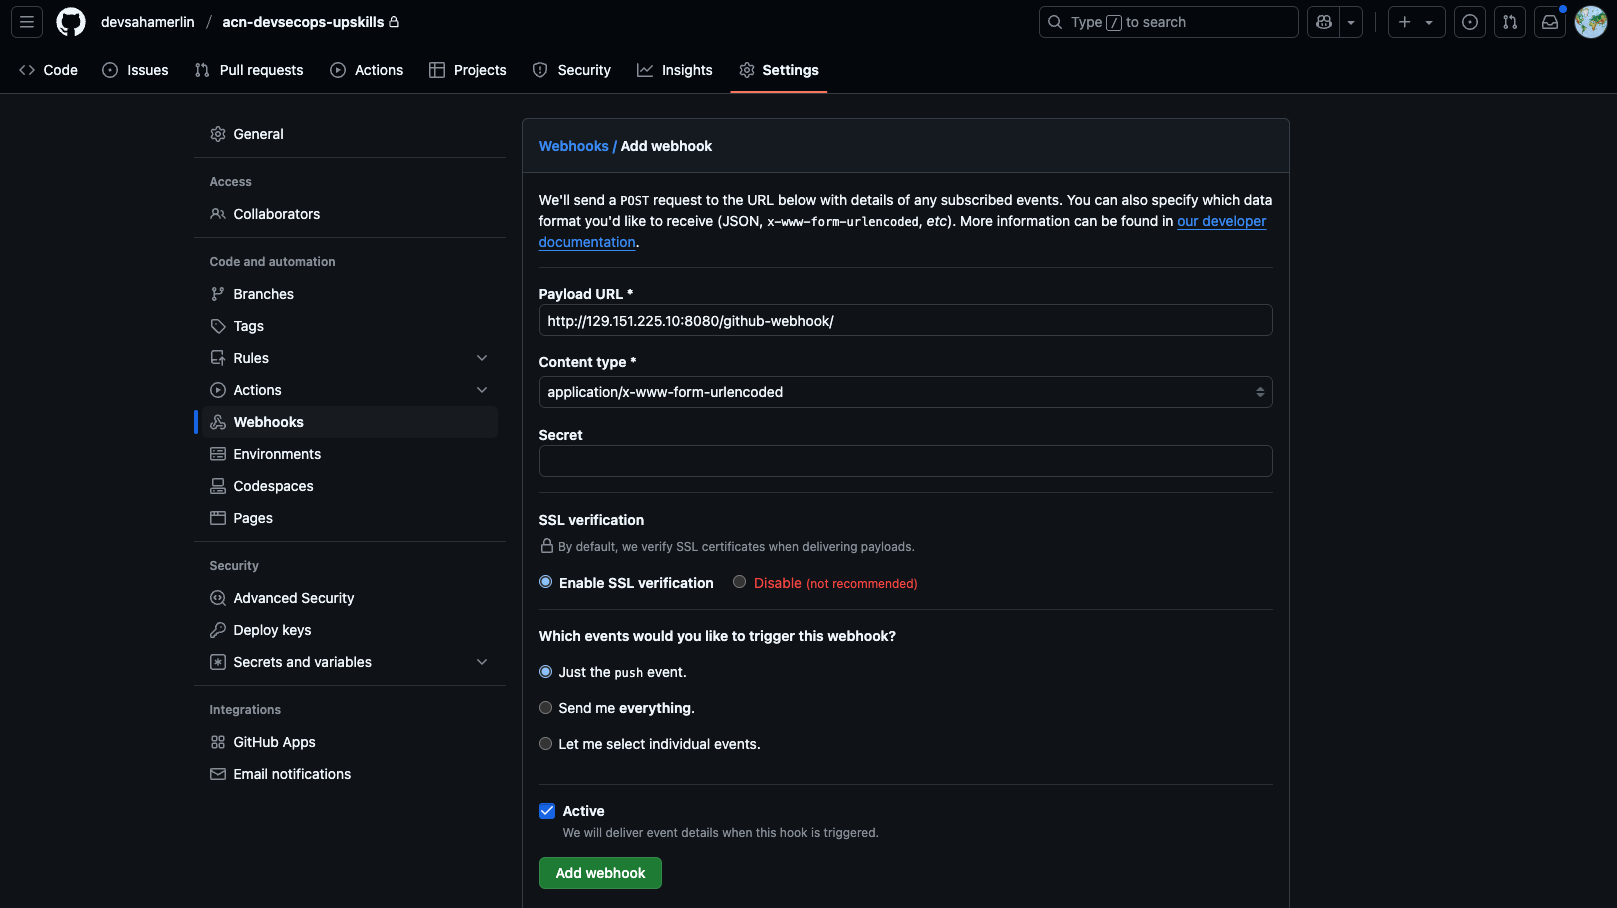 devsahamerlin / acn-devsecops-upskills
Type / to search
Code Issues Pull requests Actions Projects Security Insights Settings
General
Access
Collaborators
Code and automation
Branches
Tags
Rules
Actions
Webhooks
Environments
Codespaces
Pages
Security
Advanced Security
Deploy keys
Secrets and variables
Integrations
GitHub Apps
Email notifications
Webhooks / Add webhook
We'll send a POST request to the URL below with details of any subscribed events. You can also specify which data
format you'd like to receive (JSON, x-www-form-urlencoded, etc). More information can be found in our developer
documentation.
Payload URL *
http://129.151.225.10:8080/github-webhook/
Content type *
application/x-www-form-urlencoded
Secret
SSL verification
By default, we verify SSL certificates when delivering payloads.
Enable SSL verification Disable (not recommended)
Which events would you like to trigger this webhook?
Just the push event.
Send me everything.
Let me select individual events.
Active
We will deliver event details when this hook is triggered.
Add webhook